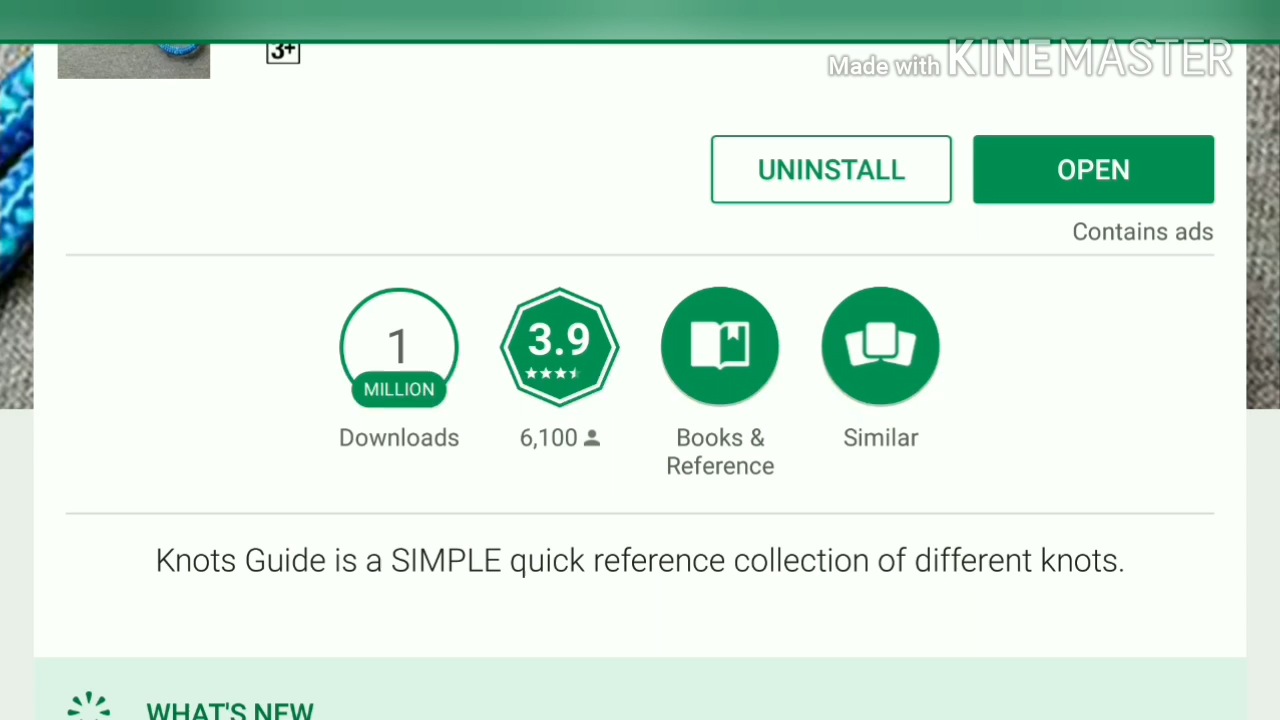 3+
Made with KINEMASTER
UNINSTALL
OPEN
Contains ads
1
MILLION
Downloads
3.9
6,100
Books &
Reference
Similar
Knots Guide is a SIMPLE quick reference collection of different knots.
WHAT'S NEW